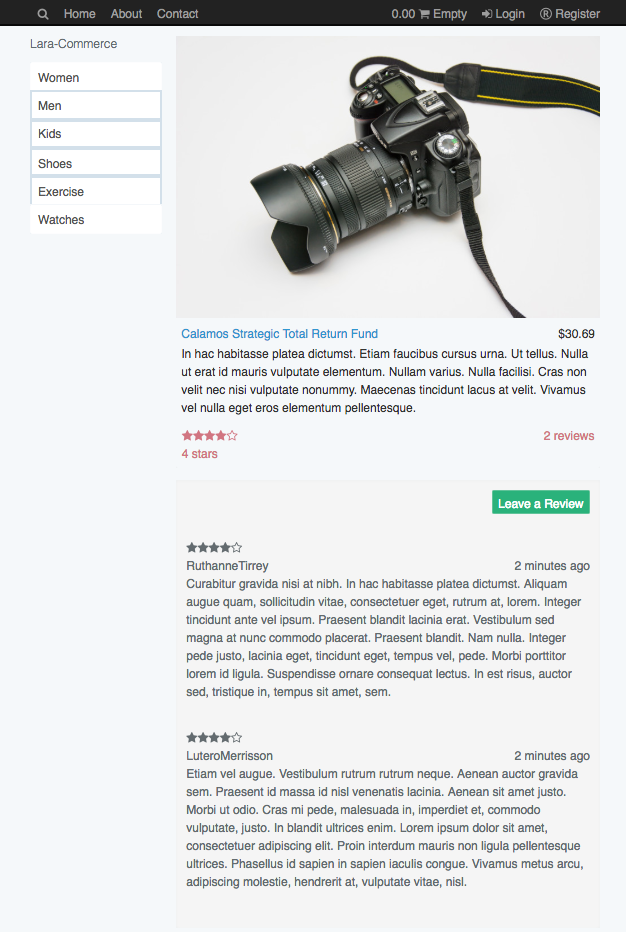 Home About Contact 0.00 Empty Login ® Register
Lara-Commerce
Women
Men
Kids
Shoes
Exercise
Watches
Calamos Strategic Total Return Fund $30.69
In hac habitasse platea dictumst. Etiam faucibus cursus urna. Ut tellus. Nulla
ut erat id mauris vulputate elementum. Nullam varius. Nulla facilisi. Cras non
velit nec nisi vulputate nonummy. Maecenas tincidunt lacus at velit. Vivamus
vel nulla eget eros elementum pellentesque.
2 reviews
4 stars
Leave a Review
RuthanneTirrey 2 minutes ago
Curabitur gravida nisi at nibh. In hac habitasse platea dictumst. Aliquam
augue quam, sollicitudin vitae, consectetuer eget, rutrum at, lorem. Integer
tincidunt ante vel ipsum. Praesent blandit lacinia erat. Vestibulum sed
magna at nunc commodo placerat. Praesent blandit. Nam nulla. Integer
pede justo, lacinia eget, tincidunt eget, tempus vel, pede. Morbi porttitor
lorem id ligula. Suspendisse ornare consequat lectus. In est risus, auctor
sed, tristique in, tempus sit amet, sem.
LuteroMerrisson 2 minutes ago
Etiam vel augue. Vestibulum rutrum rutrum neque. Aenean auctor gravida
sem. Praesent id massa id nisl venenatis lacinia. Aenean sit amet justo.
Morbi ut odio. Cras mi pede, malesuada in, imperdiet et, commodo
vulputate, justo. In blandit ultrices enim. Lorem ipsum dolor sit amet,
consectetuer adipiscing elit. Proin interdum mauris non ligula pellentesque
ultrices. Phasellus id sapien in sapien iaculis congue. Vivamus metus arcu,
adipiscing molestie, hendrerit at, vulputate vitae, nisl.